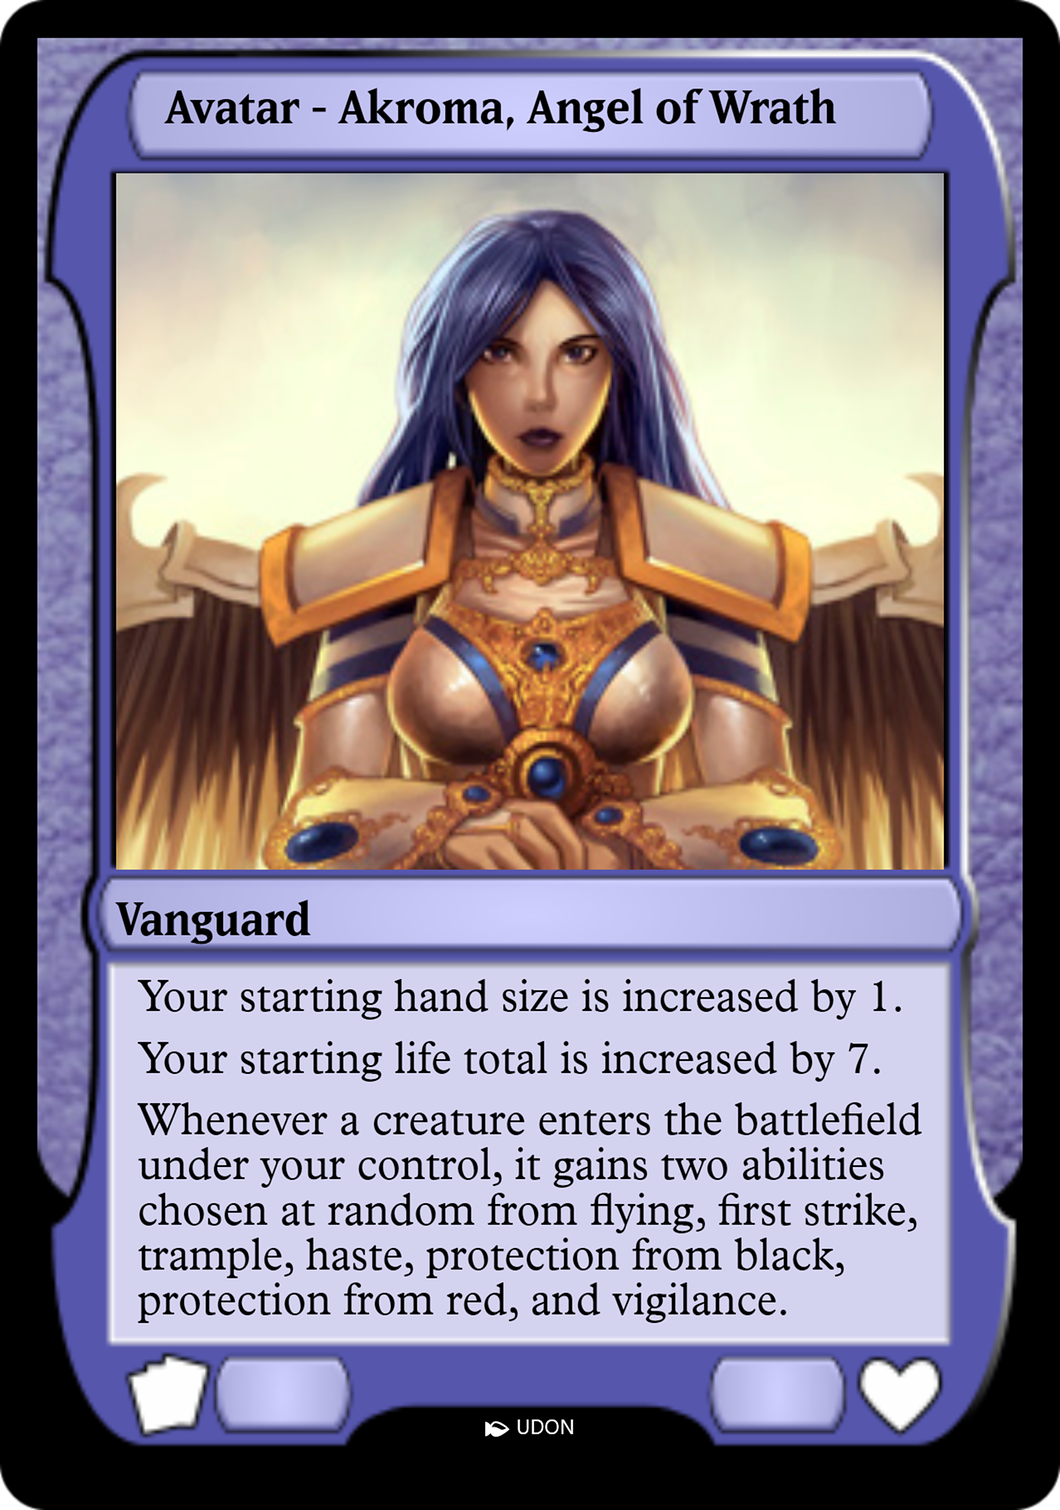 Avatar - Akroma, Angel of Wrath
Vanguard
Your starting hand size is increased by 1.
Your starting life total is increased by 7.
Whenever a creature enters the battlefield
under your control, it gains two abilities
chosen at random from flying, first strike,
trample, haste, protection from black,
protection from red, and vigilance.
UDON